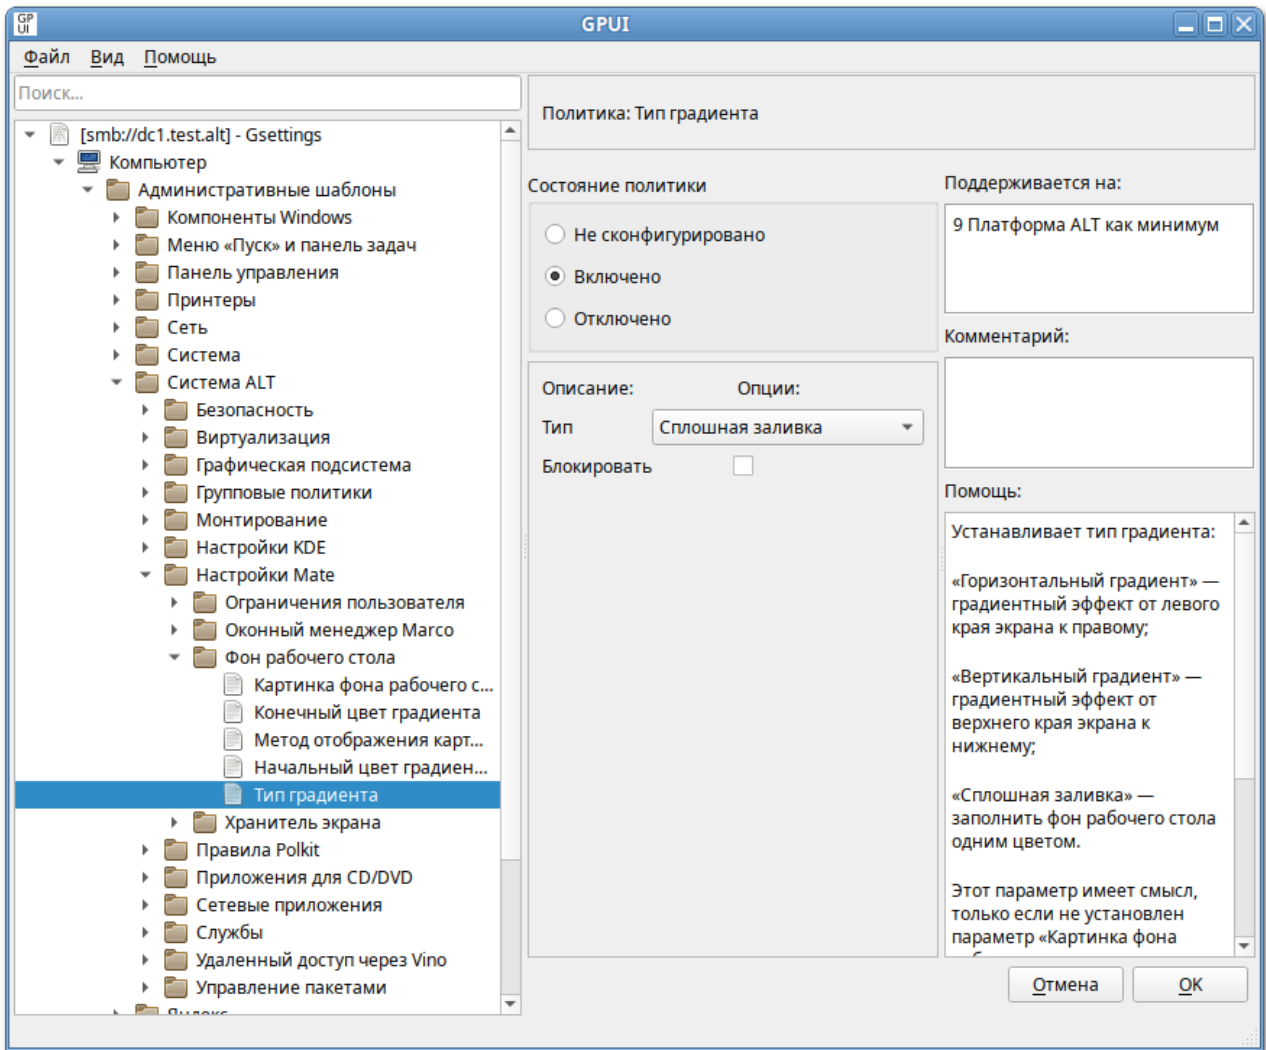 GP
UI
GPUI
Файл Вид Помощь
Поиск...
[smb://dc1.test.alt] - Gsettings
Компьютер
Административные шаблоны
Компоненты Windows
Меню «Пуск» и панель задач
Панель управления
Принтеры
Сеть
Система
Система ALT
Безопасность
Виртуализация
Графическая подсистема
Групповые политики
Монтирование
Настройки KDE
Настройки Mate
Ограничения пользователя
Оконный менеджер Marco
Фон рабочего стола
Картинка фона рабочего с...
Конечный цвет градиента
Метод отображения карт...
Начальный цвет градиен...
Тип градиента
Хранитель экрана
Правила Polkit
Приложения для CD/DVD
Сетевые приложения
Службы
Удаленный доступ через Vino
Управление пакетами
Яндекс
Политика: Тип градиента
Состояние политики
Не сконфигурировано
Включено
Отключено
Описание: Опции:
Тип Сплошная заливка
Блокировать
Поддерживается на:
9 Платформа ALT как минимум
Комментарий:
Помощь:
Устанавливает тип градиента:
«Горизонтальный градиент» —
градиентный эффект от левого
края экрана к правому;
«Вертикальный градиент» —
градиентный эффект от
верхнего края экрана к
нижнему;
«Сплошная заливка» —
заполнить фон рабочего стола
одним цветом.
Этот параметр имеет смысл,
только если не установлен
параметр «Картинка фона
Отмена OK